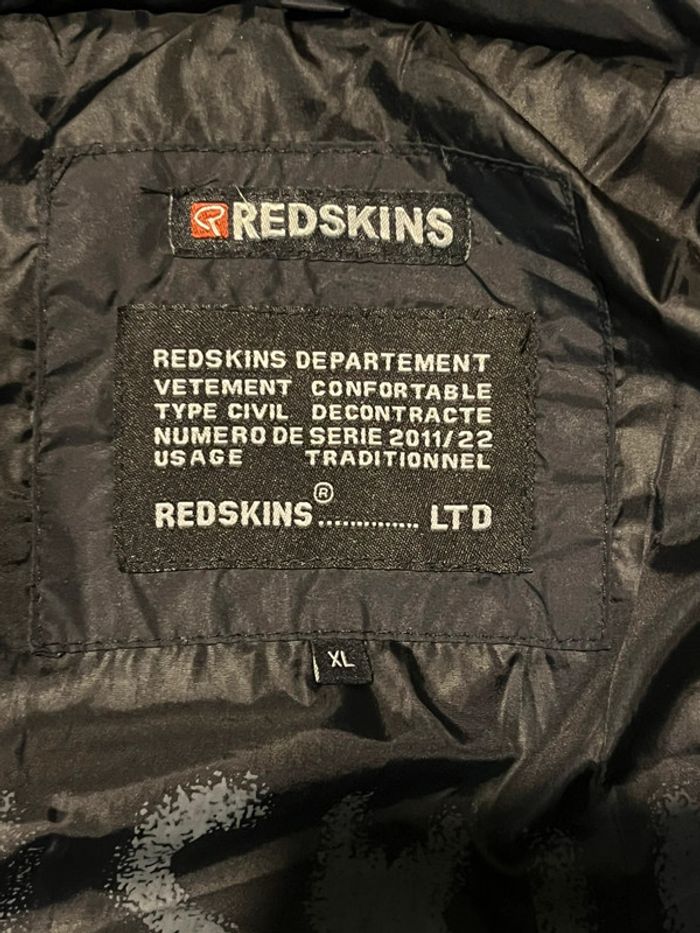 REDSKINS
REDSKINS DEPARTEMENT
VETEMENT CONFORTABLE
TYPE CIVIL DECONTRACTE
NUMERO DE SERIE 2011/22
USAGE TRADITIONNEL
REDSKINS®.............. LTD
XL